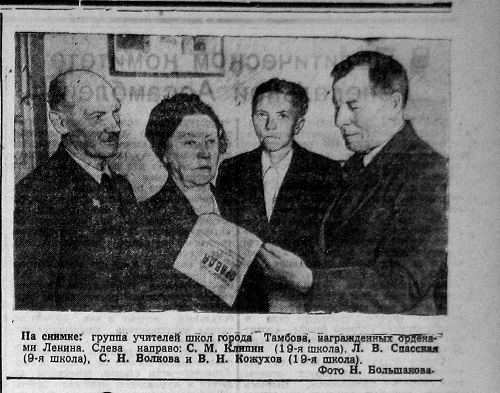 ПРАВДА
На снимке: группа учителей школ города Тамбова, награжденных ордена-
ми Ленина. Слева направо: С. М. Клипин (19-я школа), Л. В. Спасская
(9-я школа), С. Н. Волкова и В. Н. Кожухов (19-я школа).
Фото Н. Большакова.